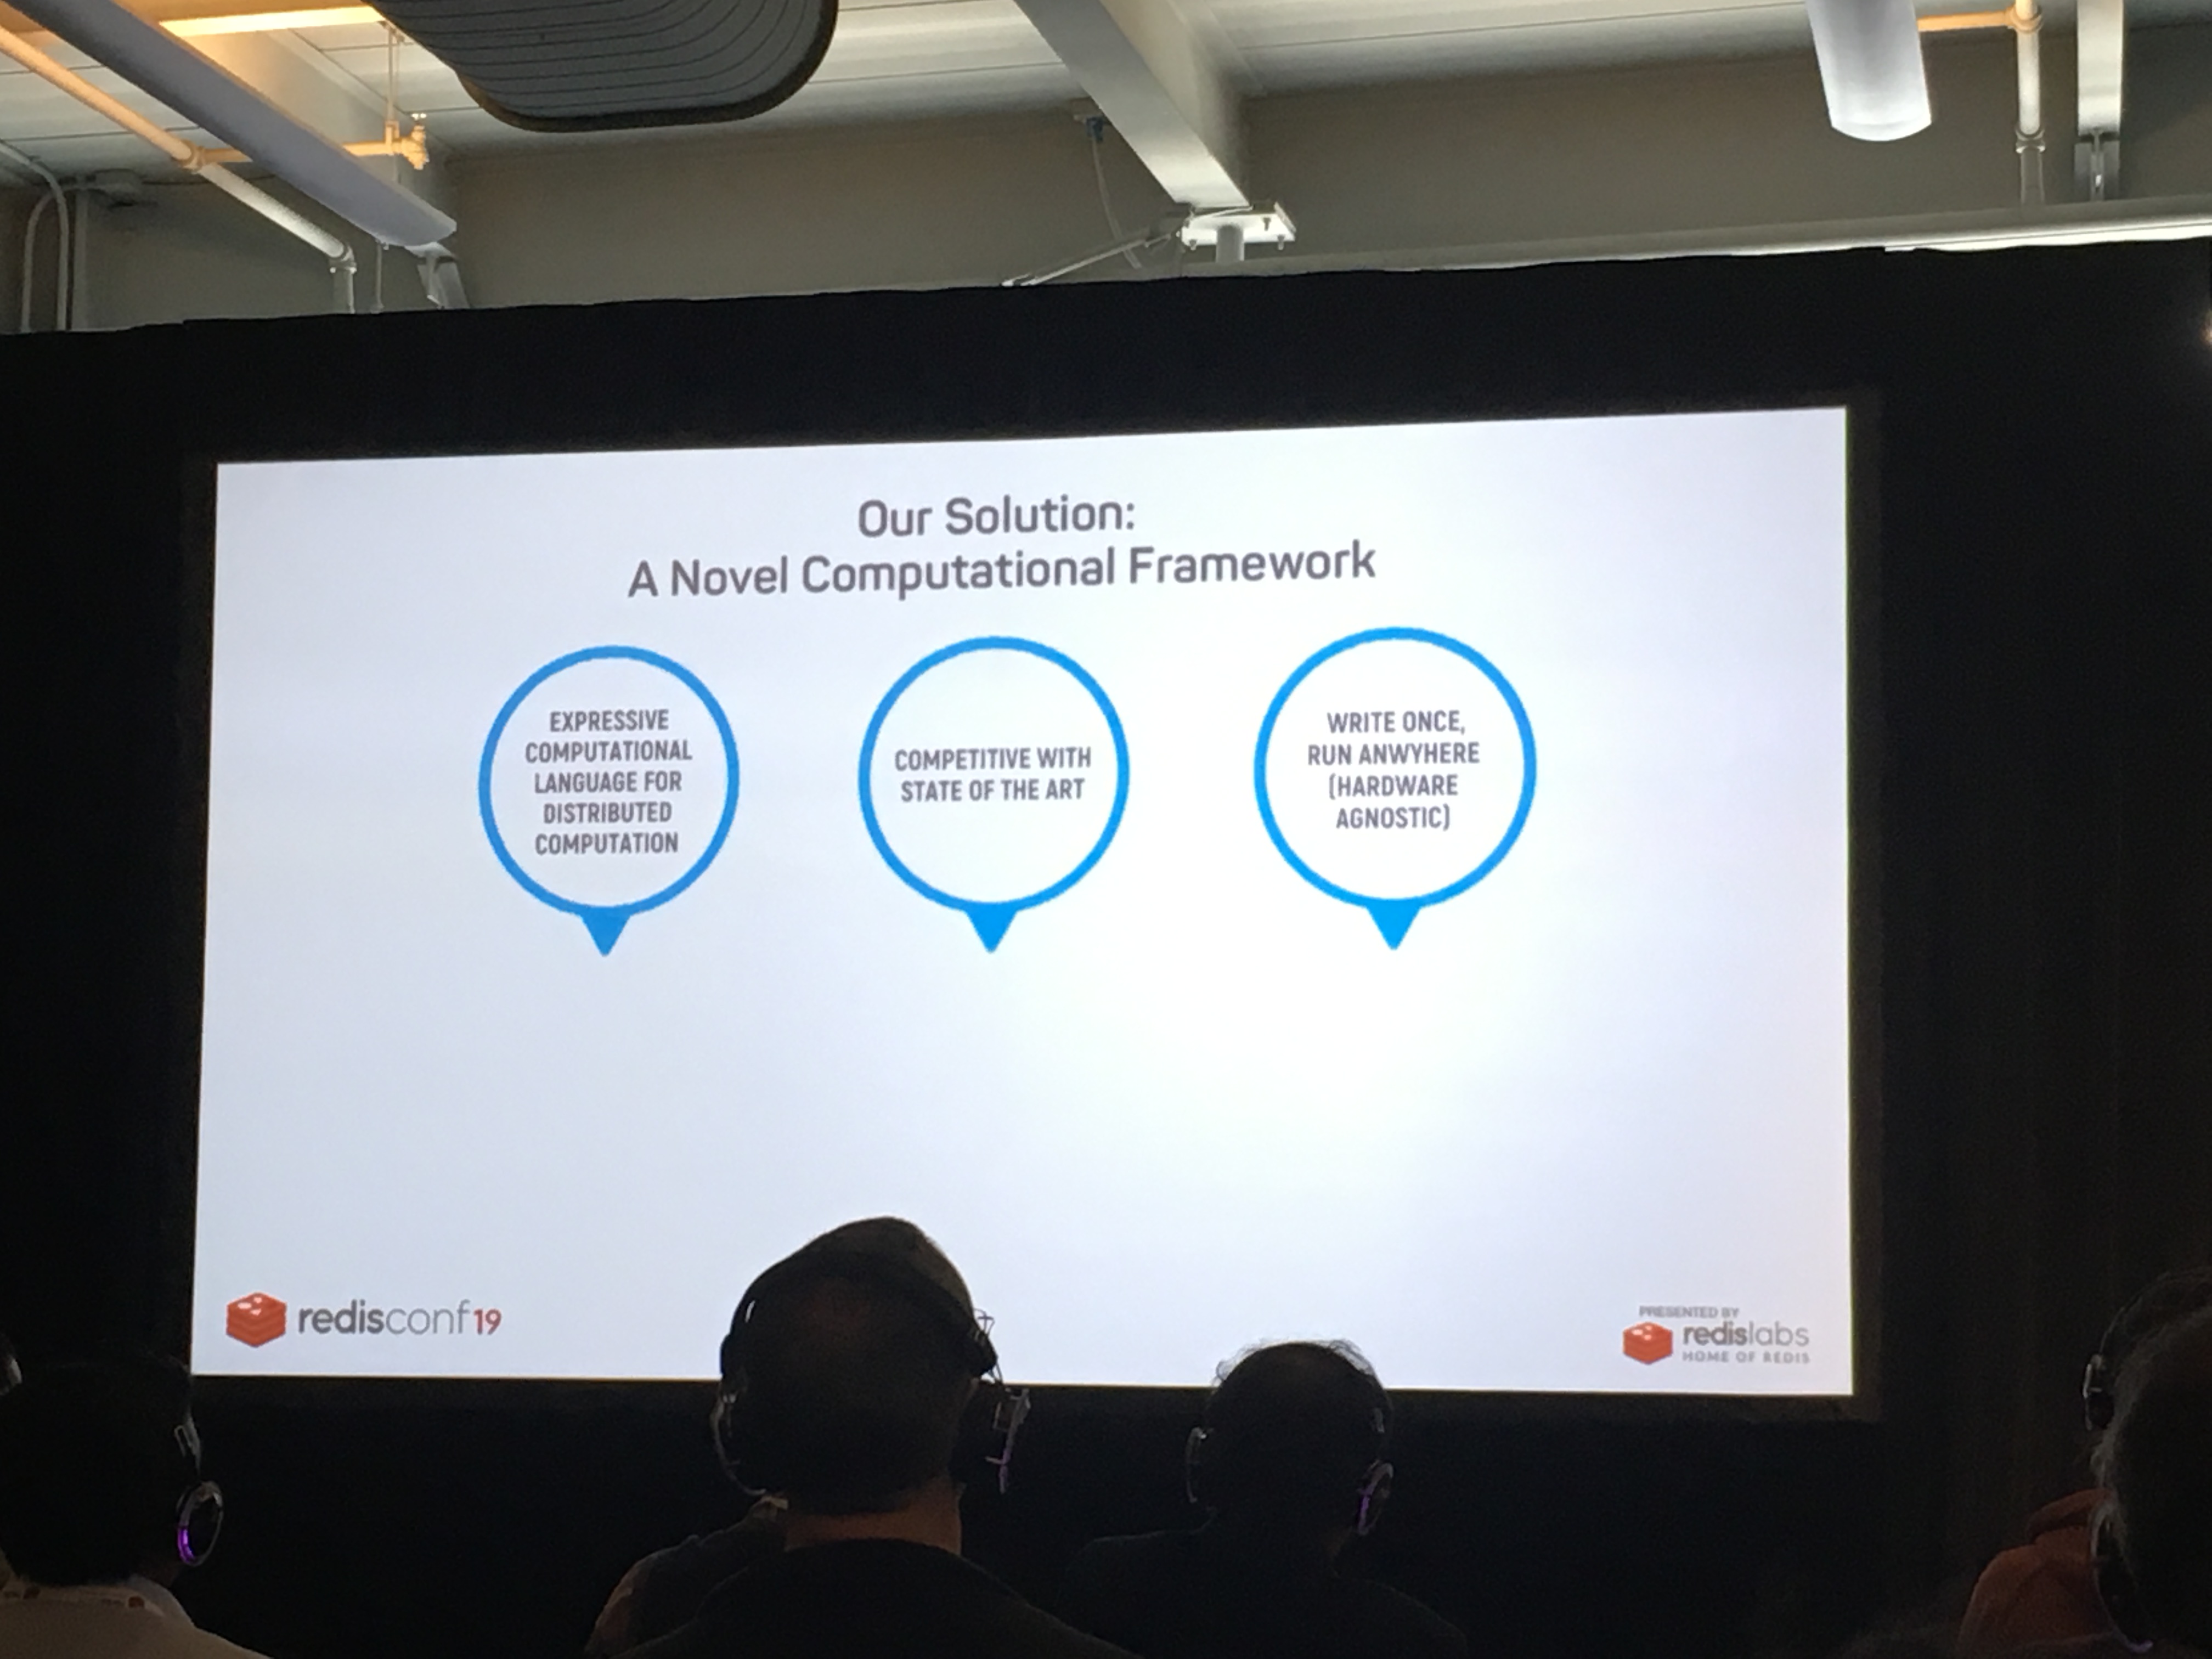 Our Solution:
A Novel Computational Framework
EXPRESSIVE
COMPUTATIONAL
LANGUAGE FOR
DISTRIBUTED
COMPUTATION
COMPETITIVE WITH
STATE OF THE ART
WRITE ONCE,
RUN ANWYHERE
(HARDWARE
AGNOSTIC)
redisconf19
PRESENTED BY
redislabs
HOME OF REDIS